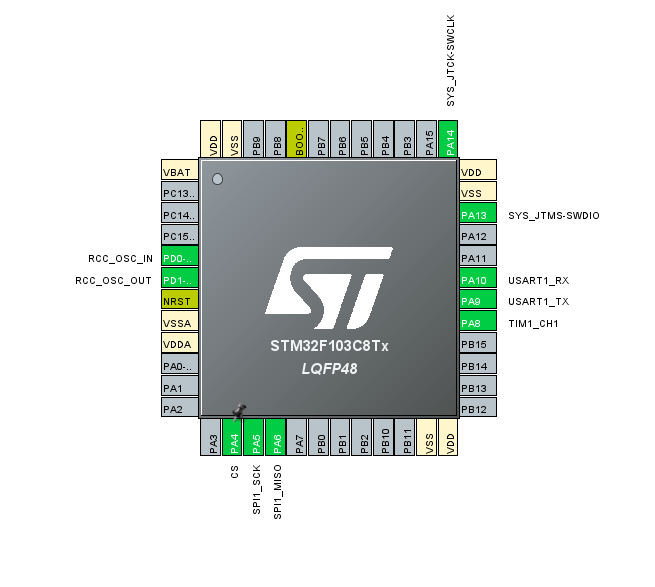 SYS_JTCK-SWCLK
VDD
VSS
PB9
PB8
BOO..
PB7
PB6
PB5
PB4
PB3
PA15
PA14
VBAT
PC13..
PC14..
PC15..
RCC_OSC_IN PD0-..
RCC_OSC_OUT PD1-..
NRST
VSSA
VDDA
PA0-..
PA1
PA2
VDD
VSS
PA13 SYS_JTMS-SWDIO
PA12
PA11
PA10 USART1_RX
PA9 USART1_TX
PA8 TIM1_CH1
PB15
PB14
PB13
PB12
ST
STM32F103C8Tx
LQFP48
PA3
PA4
PA5
PA6
PA7
PB0
PB1
PB2
PB10
PB11
VSS
VDD
CS
SPI1_SCK
SPI1_MISO